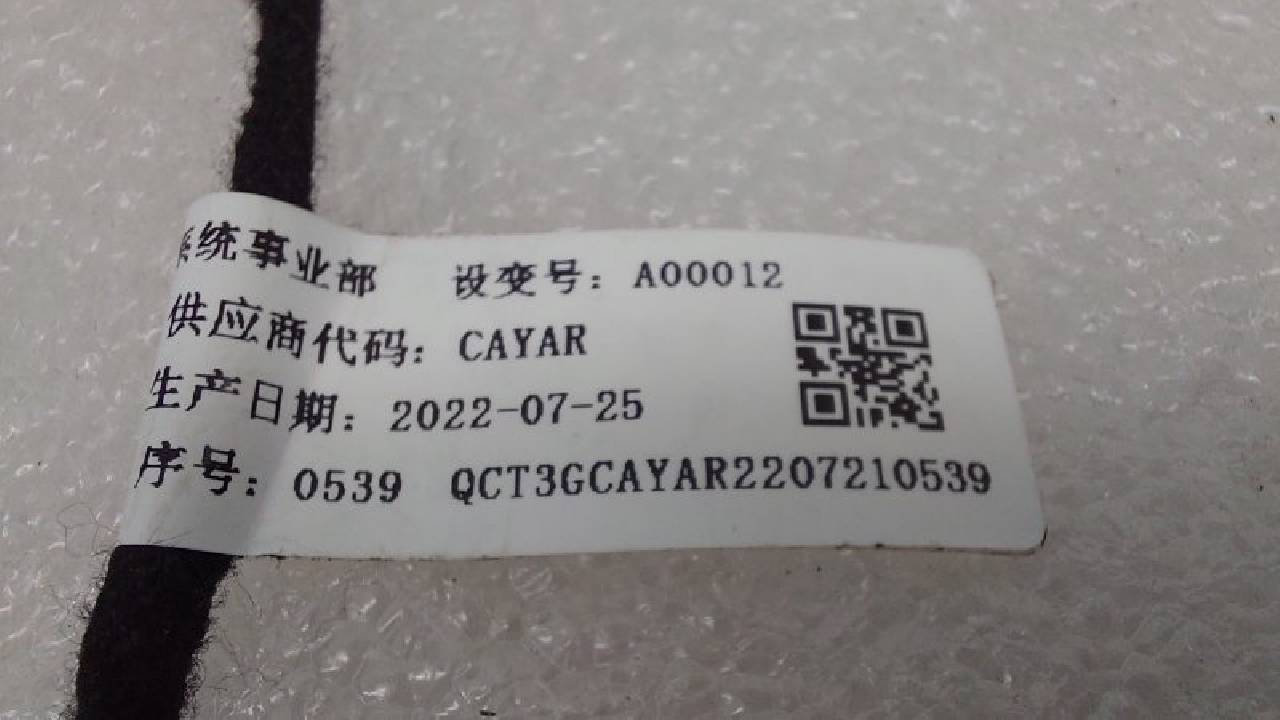 系统事业部 设变号: A00012
供应商代码: CAYAR
生产日期: 2022-07-25
序号: 0539 QCT3GCAYAR2207210539